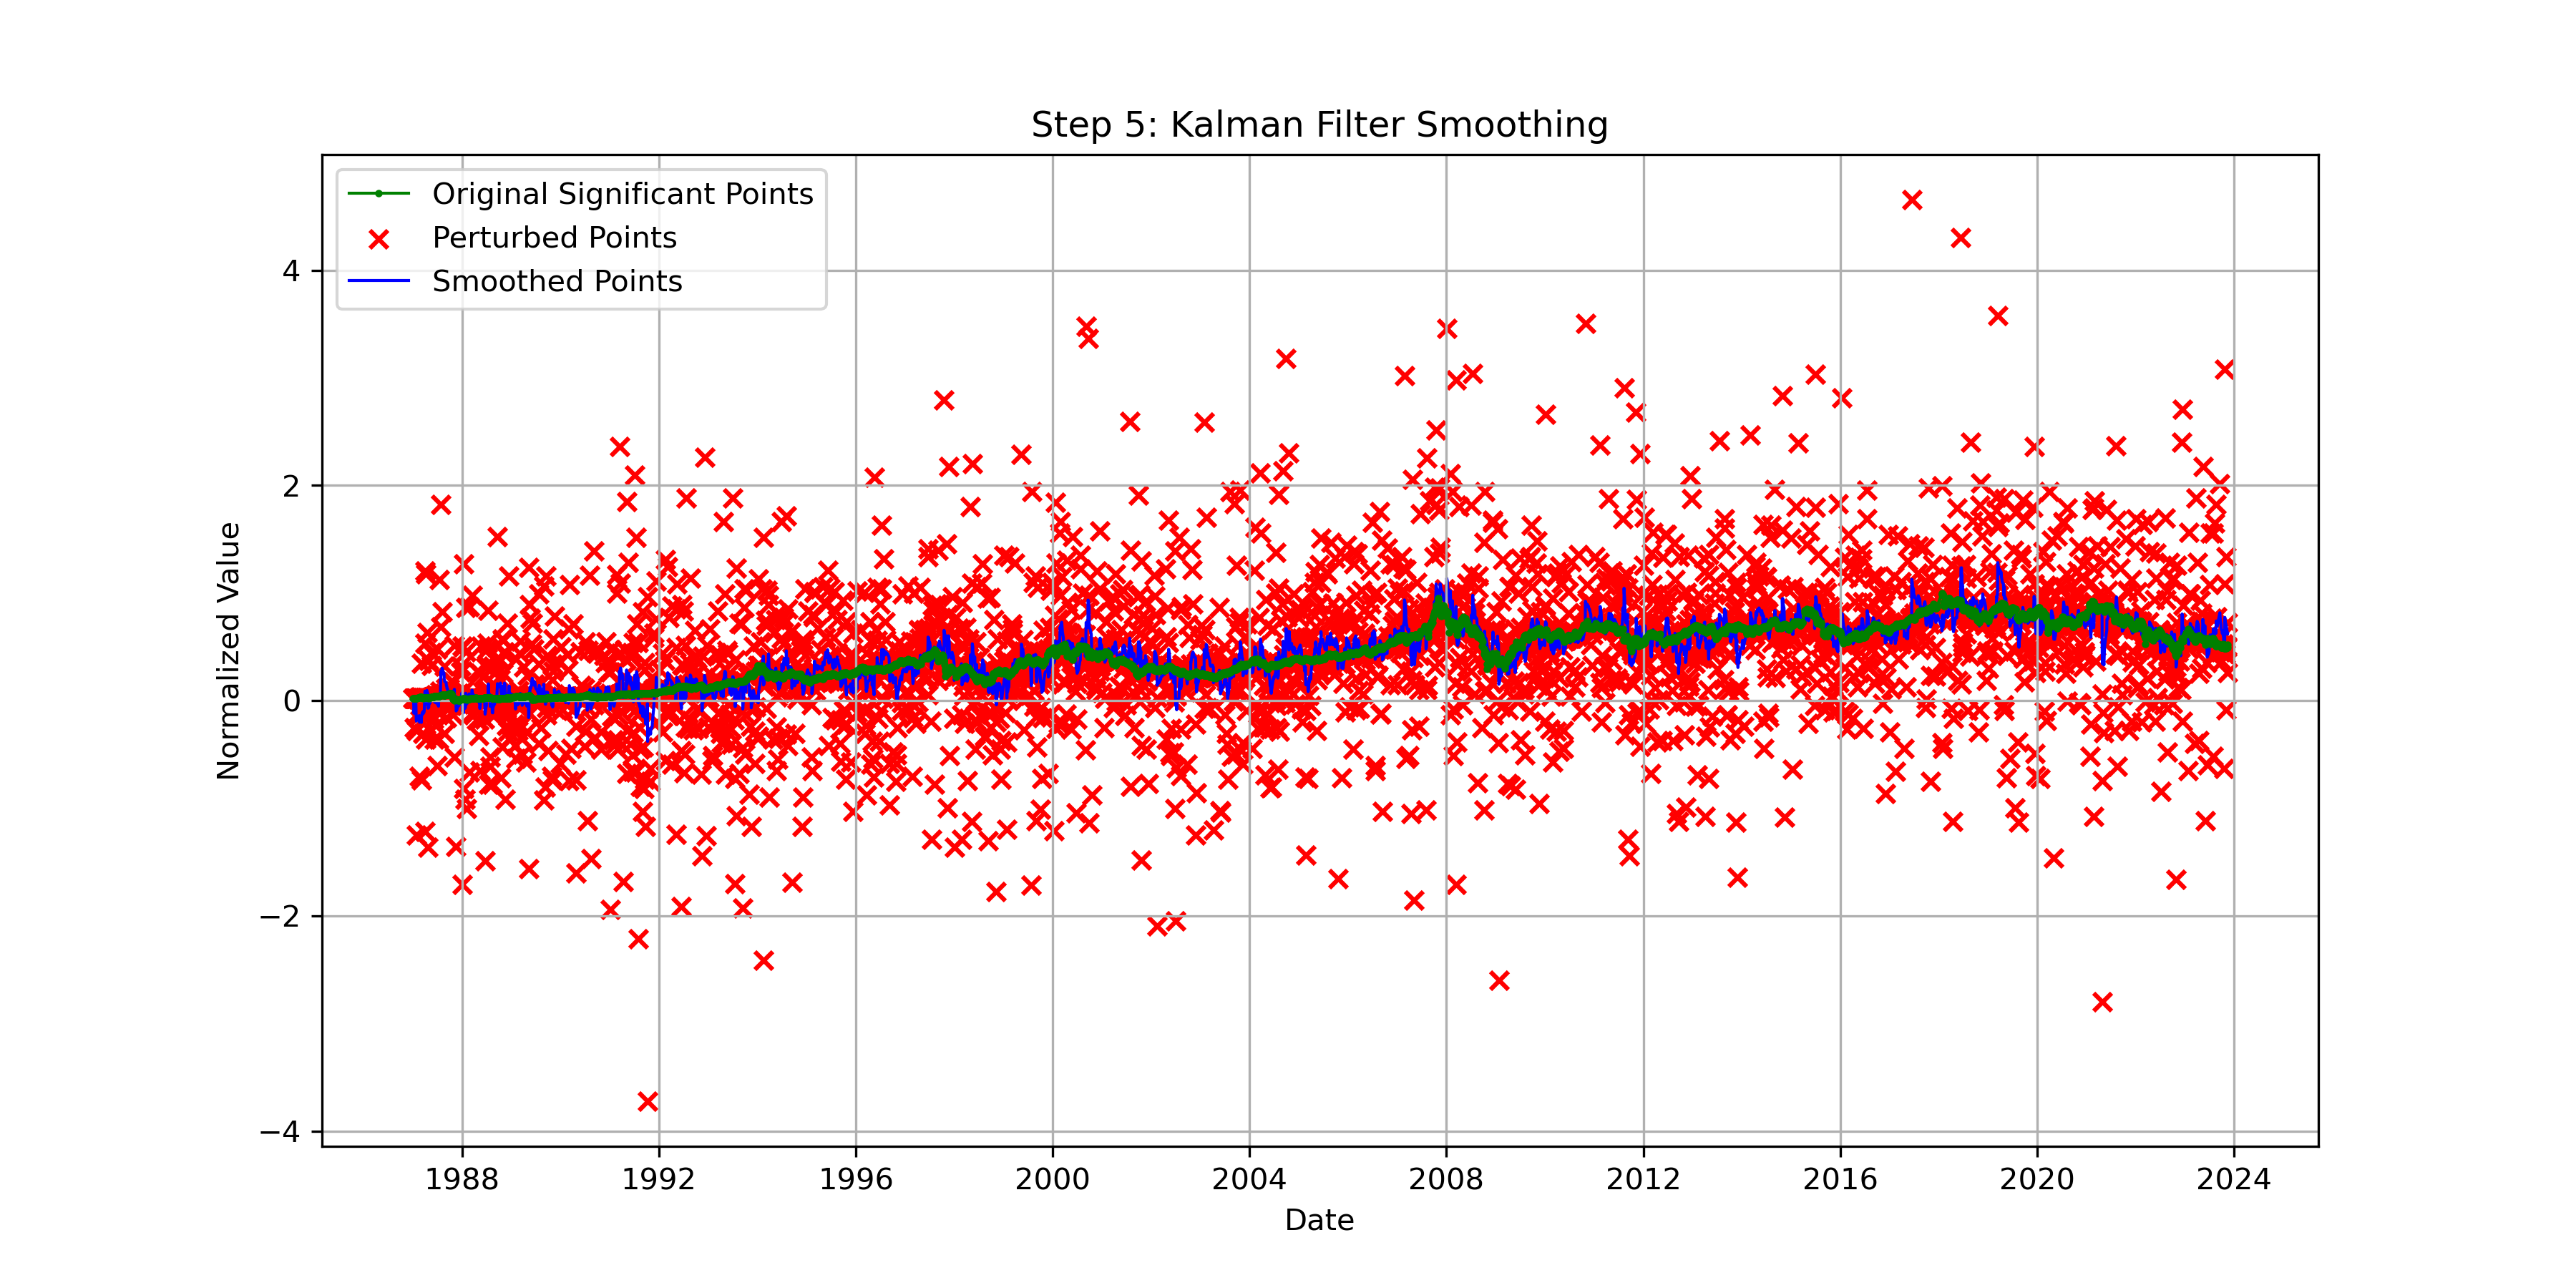 Step 5: Kalman Filter Smoothing
Original Significant Points
Perturbed Points
Smoothed Points
Normalized Value
4
2
0
−2
−4
1988 1992 1996 2000 2004 2008 2012 2016 2020 2024
Date